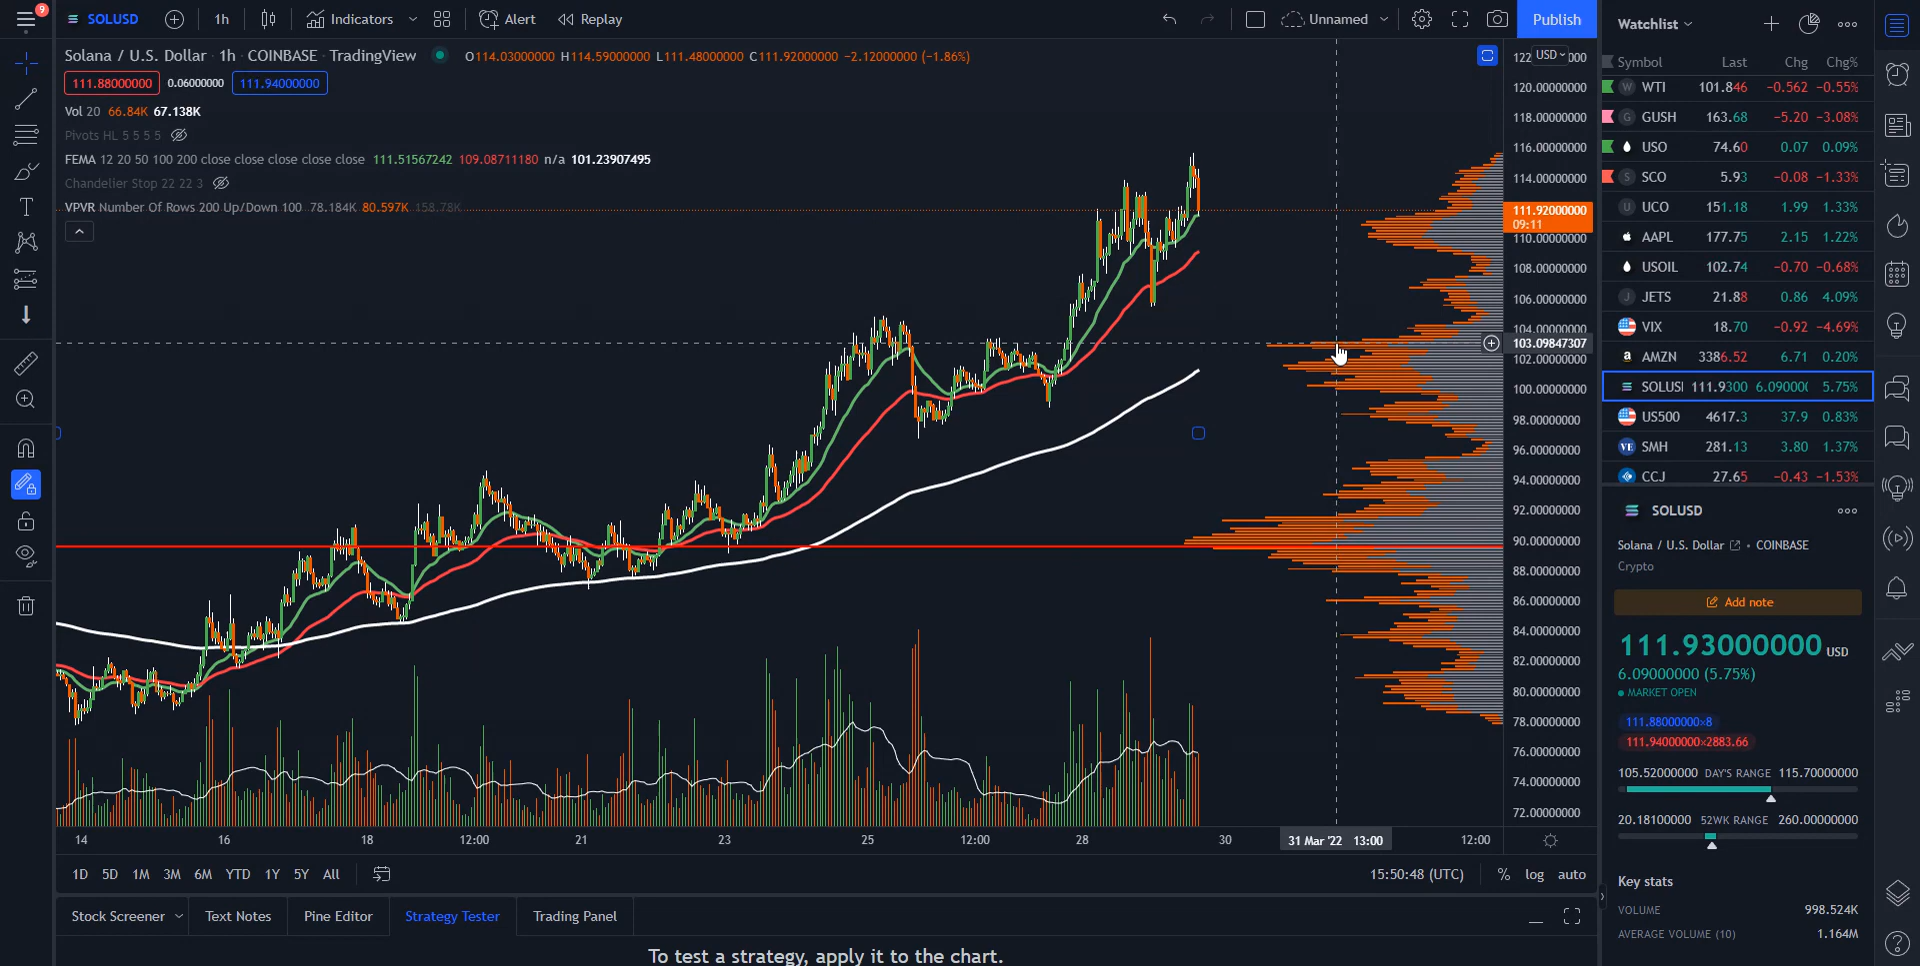 9
SOLUSD
1h
Indicators
Alert
Replay
Unnamed
Publish
Solana / U.S. Dollar · 1h · COINBASE · TradingView
O114.03000000 H114.59000000 L111.48000000 C111.92000000 −2.12000000 (−1.86%)
111.88000000 0.06000000 111.94000000
Vol 20 66.84K 67.138K
Pivots HL 5 5 5 5
FEMA 12 20 50 100 200 close close close close close 111.51567242 109.08711180 n/a 101.23907495
Chandelier Stop 22 22 3
VPVR Number Of Rows 200 Up/Down 100 78.184K 80.597K 158.78K
USD
120.00000000
118.00000000
116.00000000
114.00000000
111.92000000
09:11
110.00000000
108.00000000
106.00000000
104.00000000
103.09847307
102.00000000
100.00000000
98.00000000
96.00000000
94.00000000
92.00000000
90.00000000
88.00000000
86.00000000
84.00000000
82.00000000
80.00000000
78.00000000
76.00000000
74.00000000
72.00000000
14 16 18 12:00 21 23 25 12:00 28 30 31 Mar '22 13:00 12:00
1D 5D 1M 3M 6M YTD 1Y 5Y All
15:50:48 (UTC) % log auto
Stock Screener Text Notes Pine Editor Strategy Tester Trading Panel
To test a strategy, apply it to the chart.
Watchlist
Symbol Last Chg Chg%
W WTI 101.846 −0.562 −0.55%
G GUSH 163.68 −5.20 −3.08%
USO 74.60 0.07 0.09%
S SCO 5.93 −0.08 −1.33%
U UCO 151.18 1.99 1.33%
AAPL 177.75 2.15 1.22%
USOIL 102.74 −0.70 −0.68%
J JETS 21.88 0.86 4.09%
VIX 18.70 −0.92 −4.69%
a AMZN 3386.52 6.71 0.20%
SOLUSI 111.9300 6.09000( 5.75%
US500 4617.3 37.9 0.83%
VE SMH 281.13 3.80 1.37%
CCJ 27.65 −0.43 −1.53%
SOLUSD
Solana / U.S. Dollar • COINBASE
Crypto
Add note
111.93000000 USD
6.09000000 (5.75%)
MARKET OPEN
111.88000000×8
111.94000000×2883.66
105.52000000 DAY'S RANGE 115.70000000
20.18100000 52WK RANGE 260.00000000
Key stats
VOLUME 998.524K
AVERAGE VOLUME (10) 1.164M